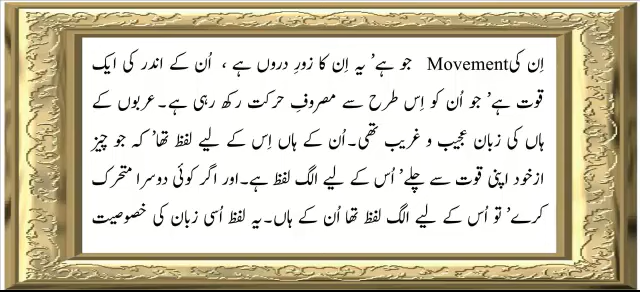 اِن کی Movement جو ہے’ یہ اِن کا زورِ دروں ہے ، اُن کے اندر کی ایک
قوت ہے’ جو اُن کو اِس طرح سے مصروفِ حرکت رکھ رہی ہے۔عربوں کے
ہاں کی زبان عجیب و غریب تھی۔اُن کے ہاں اِس کے لیے لفظ تھا’ کہ جو چیز
ازخود اپنی قوت سے چلے’ اُس کے لیے الگ لفظ ہے۔اور اگر کوئی دوسرا متحرک
کرے’ تو اُس کے لیے الگ لفظ تھا اُن کے ہاں۔یہ لفظ اُسی زبان کی خصوصیت